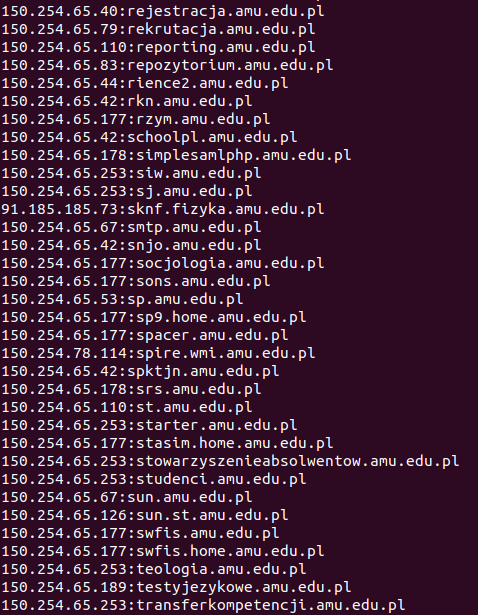 150.254.65.40:rejestracja.amu.edu.pl
150.254.65.79:rekrutacja.amu.edu.pl
150.254.65.110:reporting.amu.edu.pl
150.254.65.83:repozytorium.amu.edu.pl
150.254.65.44:rience2.amu.edu.pl
150.254.65.42:rkn.amu.edu.pl
150.254.65.177:rzym.amu.edu.pl
150.254.65.42:schoolpl.amu.edu.pl
150.254.65.178:simplesamlphp.amu.edu.pl
150.254.65.253:siw.amu.edu.pl
150.254.65.253:sj.amu.edu.pl
91.185.185.73:sknf.fizyka.amu.edu.pl
150.254.65.67:smtp.amu.edu.pl
150.254.65.42:snjo.amu.edu.pl
150.254.65.177:socjologia.amu.edu.pl
150.254.65.177:sons.amu.edu.pl
150.254.65.53:sp.amu.edu.pl
150.254.65.177:sp9.home.amu.edu.pl
150.254.65.177:spacer.amu.edu.pl
150.254.78.114:spire.wmi.amu.edu.pl
150.254.65.42:spktjn.amu.edu.pl
150.254.65.178:srs.amu.edu.pl
150.254.65.110:st.amu.edu.pl
150.254.65.253:starter.amu.edu.pl
150.254.65.177:stasim.home.amu.edu.pl
150.254.65.253:stowarzyszenieabsolwentow.amu.edu.pl
150.254.65.253:studenci.amu.edu.pl
150.254.65.67:sun.amu.edu.pl
150.254.65.126:sun.st.amu.edu.pl
150.254.65.177:swfis.amu.edu.pl
150.254.65.177:swfis.home.amu.edu.pl
150.254.65.253:teologia.amu.edu.pl
150.254.65.189:testyjezykowe.amu.edu.pl
150.254.65.253:transferkompetencji.amu.edu.pl